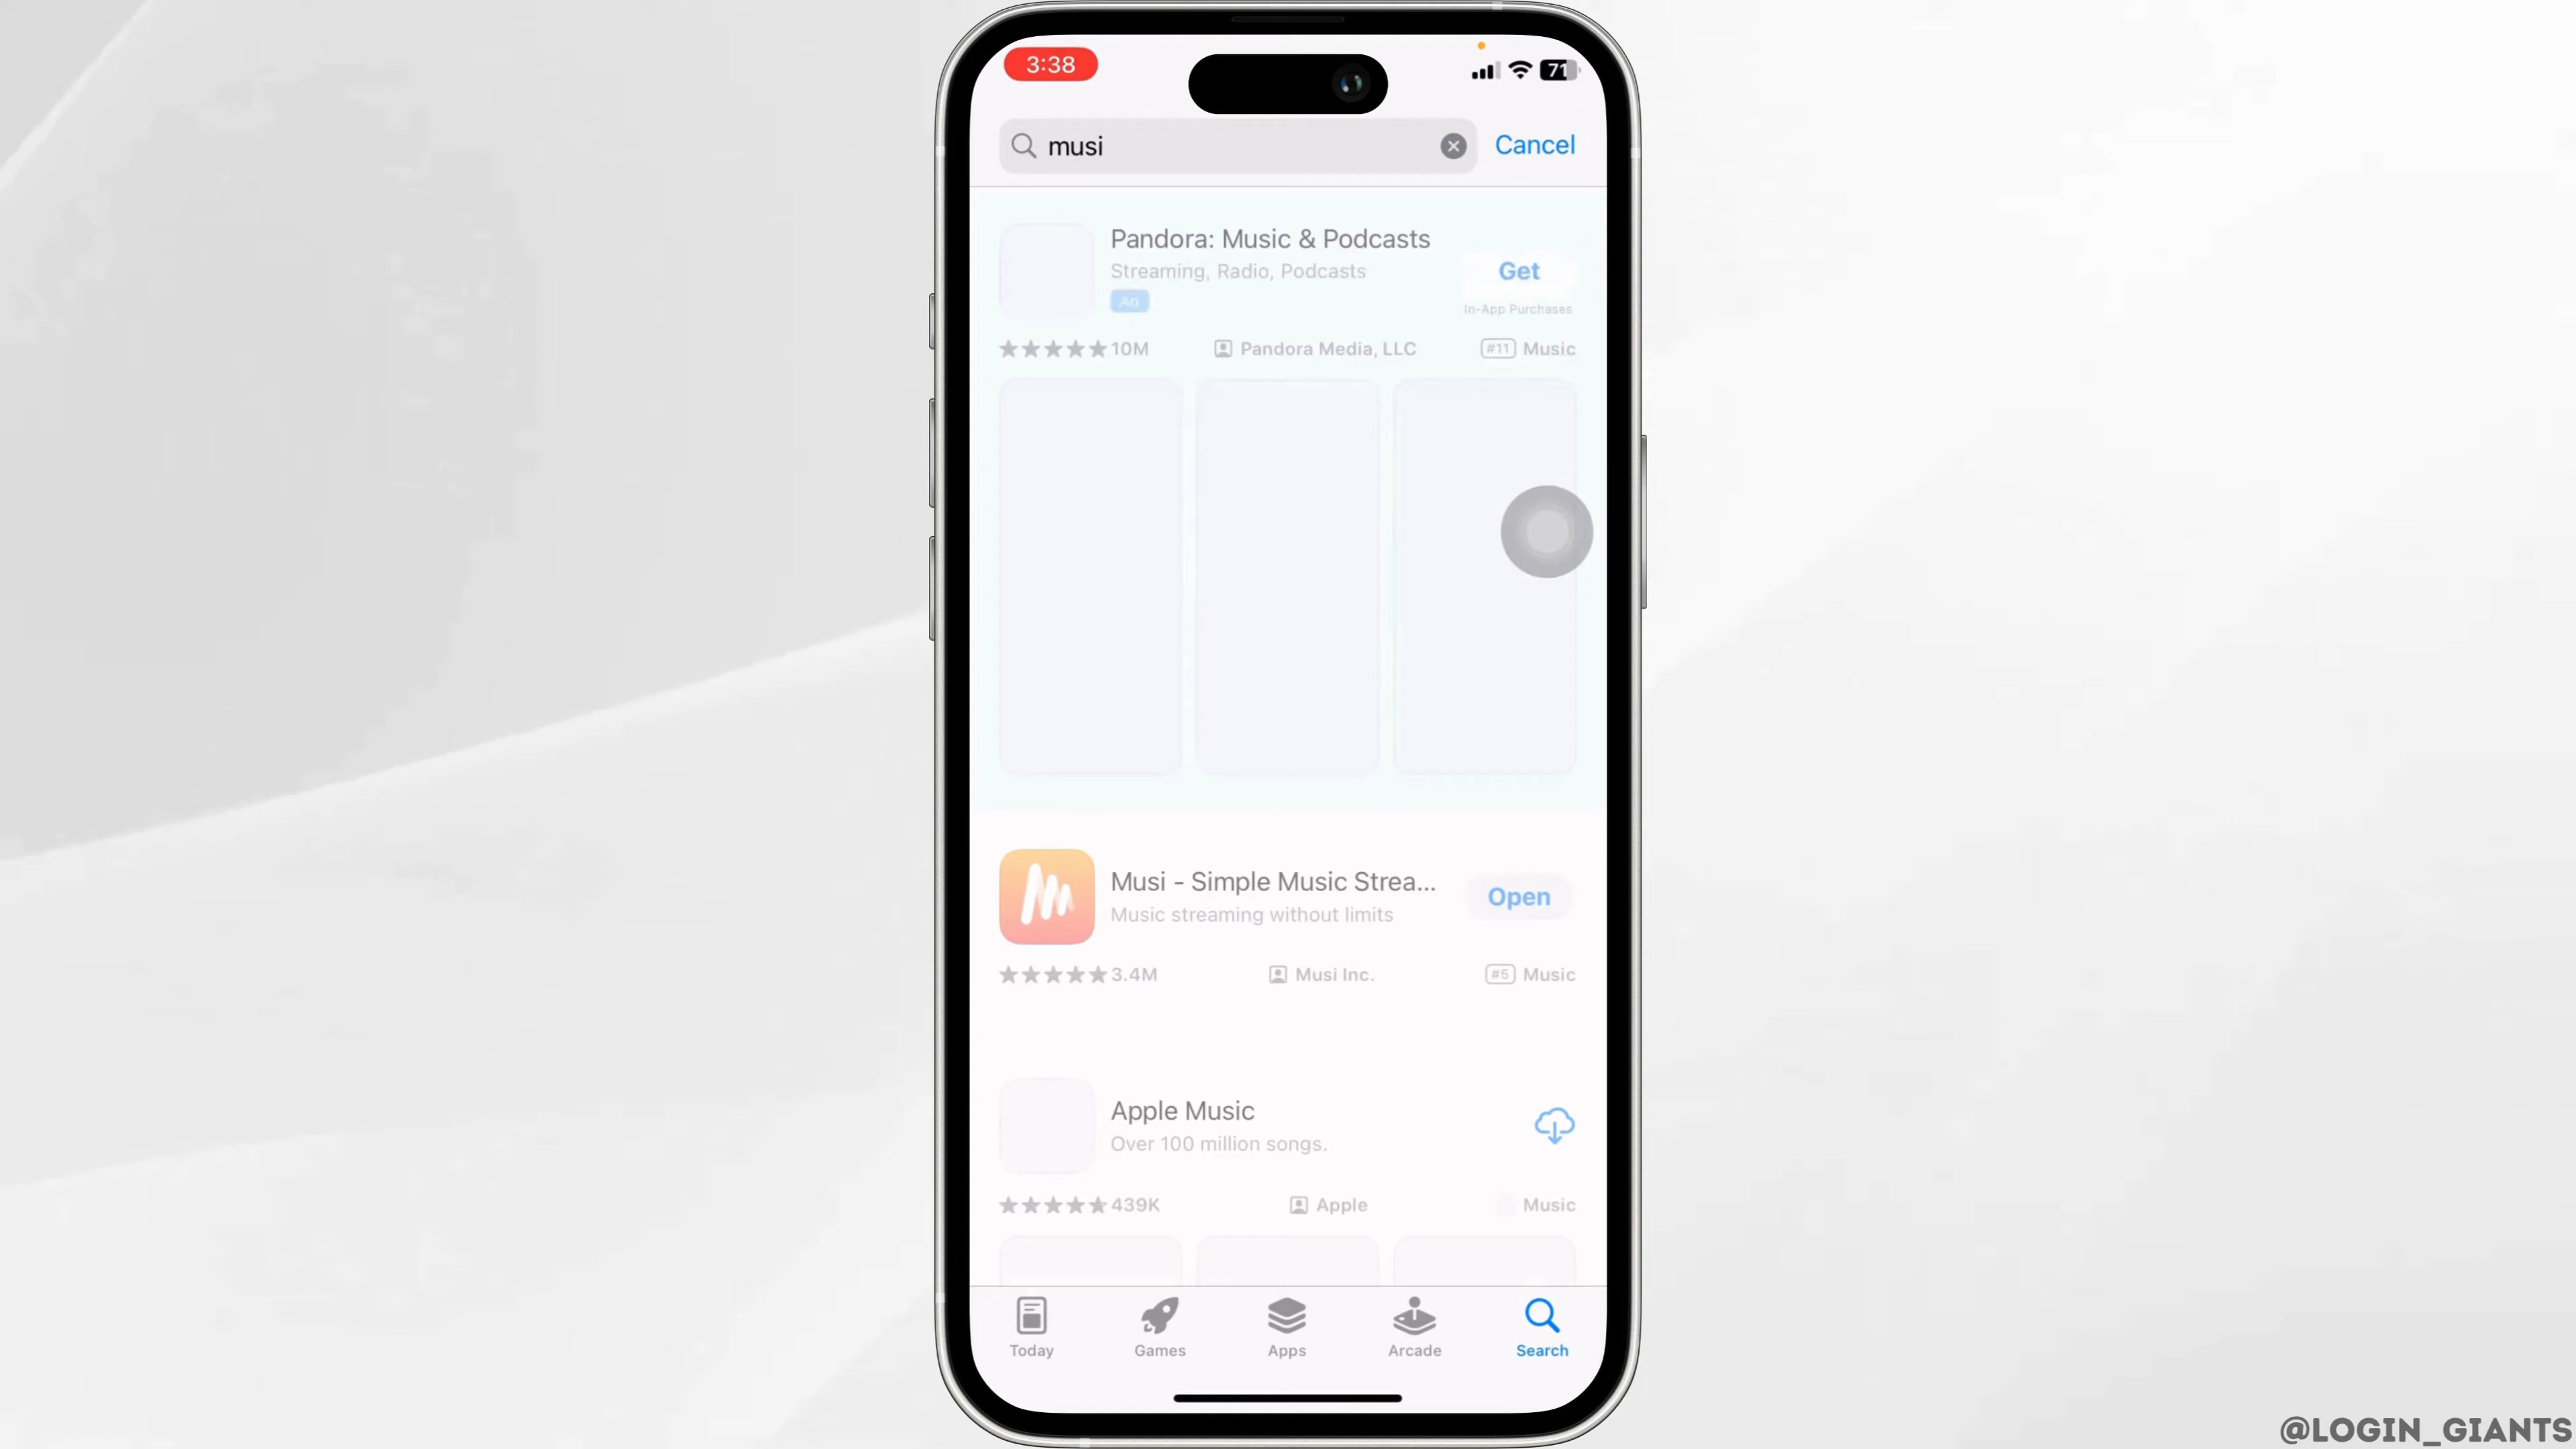 3:38
71
musi
Cancel
Pandora: Music & Podcasts
Streaming, Radio, Podcasts
Ad
Get
In-App Purchases
10M
Pandora Media, LLC
#11 Music
Musi - Simple Music Strea...
Music streaming without limits
Open
3.4M
Musi Inc.
#5 Music
Apple Music
Over 100 million songs.
439K
Apple
Music
Today
Games
Apps
Arcade
Search
@LOGIN_GIANTS